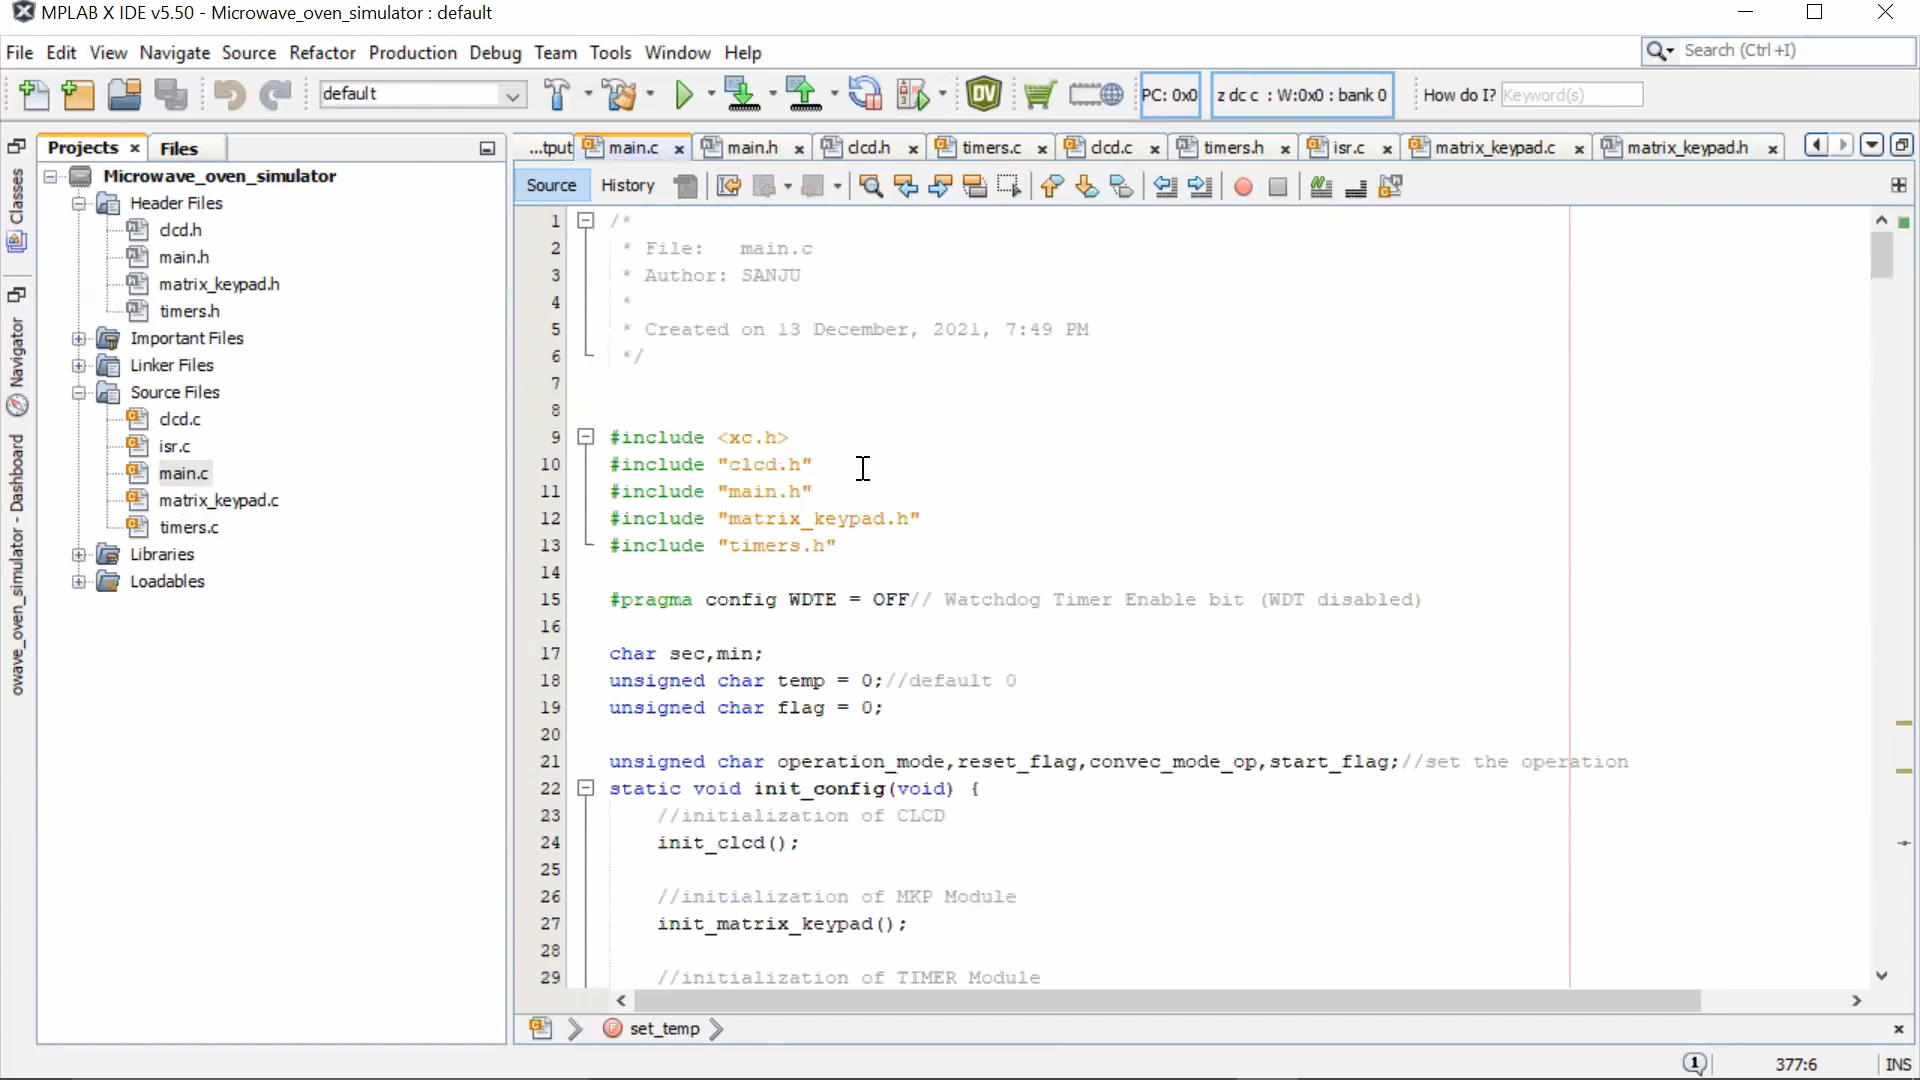 MPLAB X IDE v5.50 - Microwave_oven_simulator : default
File Edit View Navigate Source Refactor Production Debug Team Tools Window Help
Search (Ctrl+I)
default
PC: 0x0
z dc c : W:0x0 : bank 0
How do I? Keyword(s)
Projects
Files
...tput
main.c
main.h
clcd.h
timers.c
clcd.c
timers.h
isr.c
matrix_keypad.c
matrix_keypad.h
Source
History
Classes
Navigator
owave_oven_simulator - Dashboard
Microwave_oven_simulator
Header Files
clcd.h
main.h
matrix_keypad.h
timers.h
Important Files
Linker Files
Source Files
clcd.c
isr.c
main.c
matrix_keypad.c
timers.c
Libraries
Loadables
1 /*
2 * File:   main.c
3 * Author: SANJU
4 *
5 * Created on 13 December, 2021, 7:49 PM
6 */
7
8
9 #include <xc.h>
10 #include "clcd.h"
11 #include "main.h"
12 #include "matrix_keypad.h"
13 #include "timers.h"
14
15 #pragma config WDTE = OFF// Watchdog Timer Enable bit (WDT disabled)
16
17 char sec,min;
18 unsigned char temp = 0;//default 0
19 unsigned char flag = 0;
20
21 unsigned char operation_mode,reset_flag,convec_mode_op,start_flag;//set the operation
22 static void init_config(void) {
23 //initialization of CLCD
24 init_clcd();
25
26 //initialization of MKP Module
27 init_matrix_keypad();
28
29 //initialization of TIMER Module
set_temp
1
377:6
INS